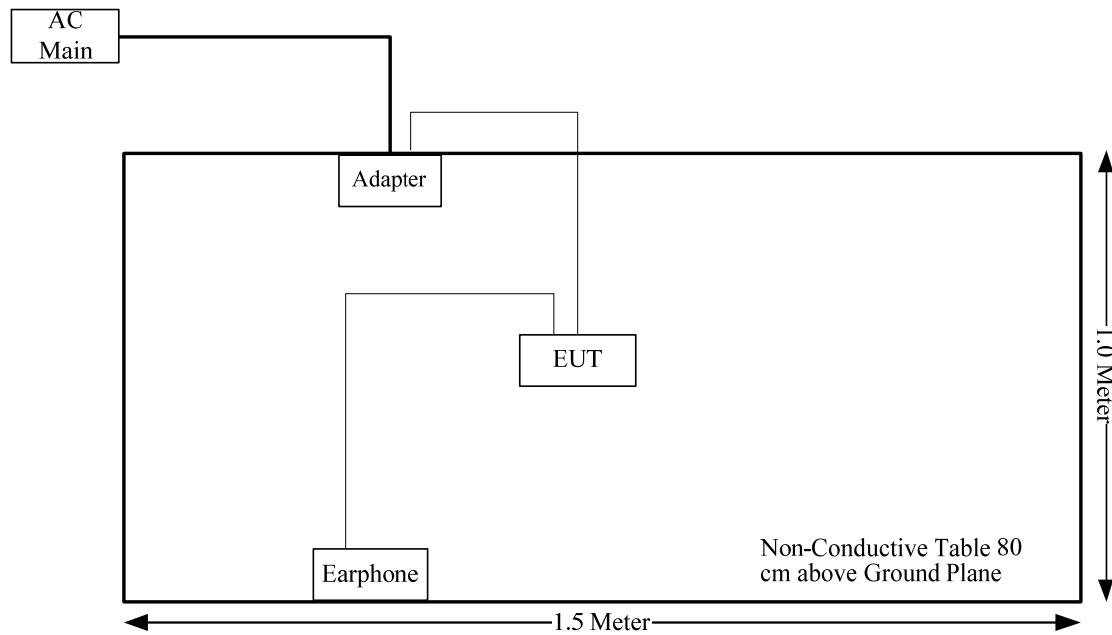 AC
Main
Adapter
EUT
1.0 Meter
Earphone
Non-Conductive Table 80
cm above Ground Plane
1.5 Meter